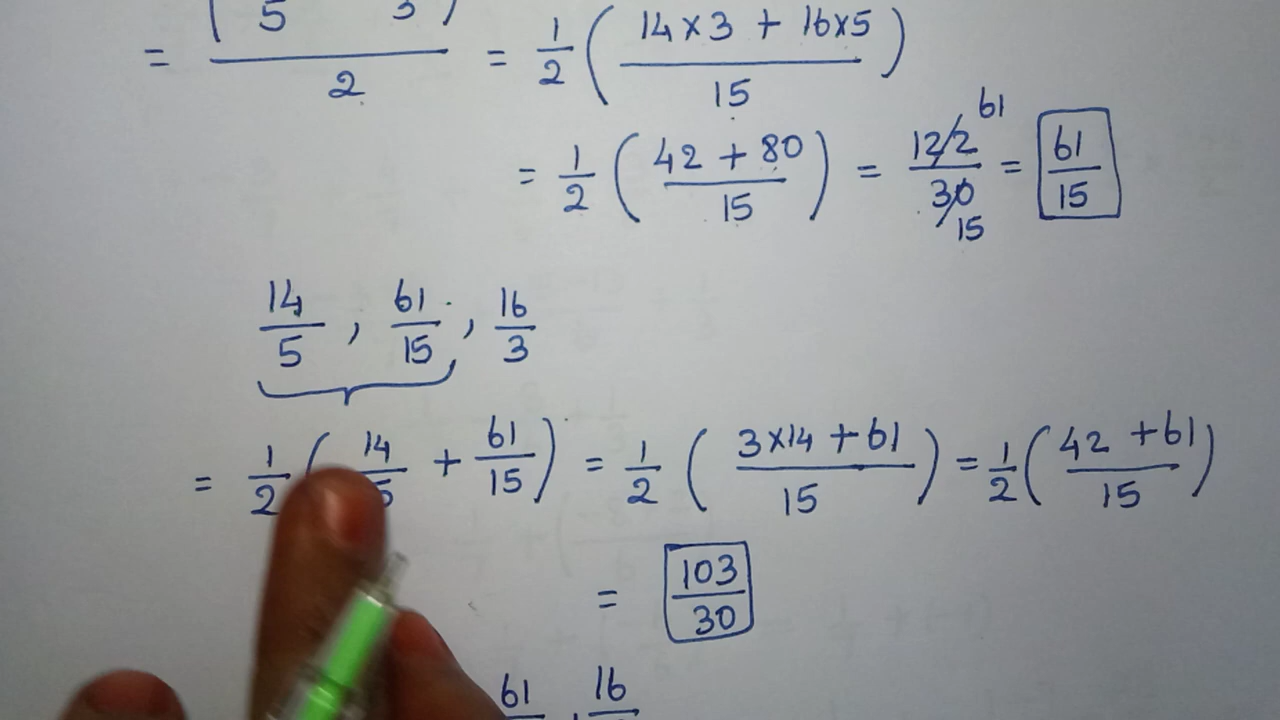 = (5 3) / 2 = 1/2 (14×3 + 16×5 / 15)
= 1/2 (42 + 80 / 15) = 122/30 61 15 = 61/15
14/5 , 61/15 , 16/3
= 1/2 (14/5 + 61/15) = 1/2 (3×14 + 61 / 15) = 1/2 (42 + 61 / 15)
= 103/30
61 , 16